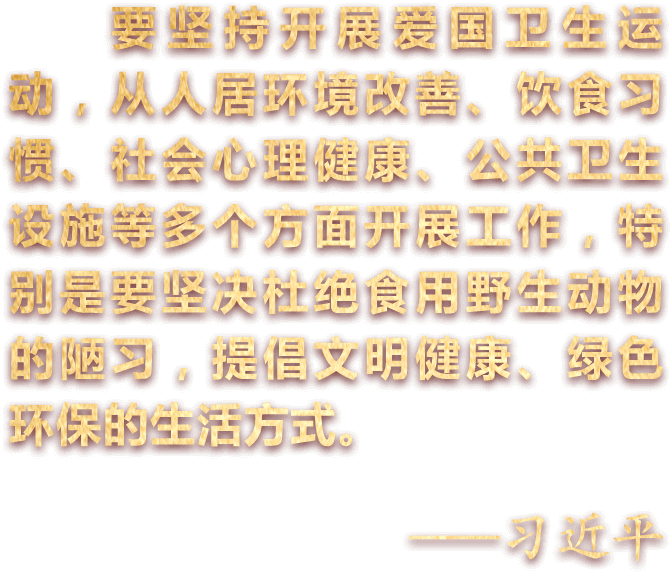 要坚持开展爱国卫生运
动，从人居环境改善、饮食习
惯、社会心理健康、公共卫生
设施等多个方面开展工作，特
别是要坚决杜绝食用野生动物
的陋习，提倡文明健康、绿色
环保的生活方式。
——习近平